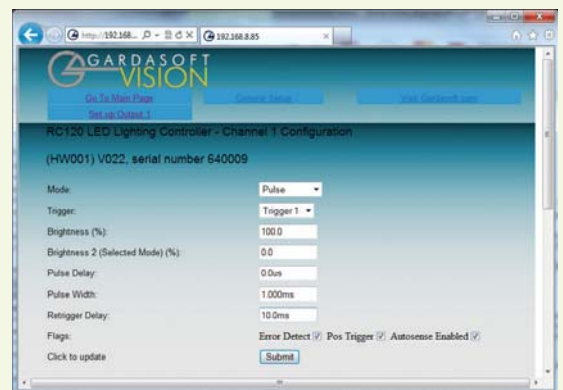 http://192.168...
192.168.8.85
GARDASOFT
VISION
Go To Main Page
General Setup
Visit Gardasoft.com
Set up Output 1
RC120 LED Lighting Controller - Channel 1 Configuration
(HW001) V022, serial number 640009
Mode: Pulse
Trigger: Trigger 1
Brightness (%): 100.0
Brightness 2 (Selected Mode) (%): 0.0
Pulse Delay: 0.0us
Pulse Width: 1.000ms
Retrigger Delay: 10.0ms
Flags: Error Detect Pos Trigger Autosense Enabled
Click to update Submit